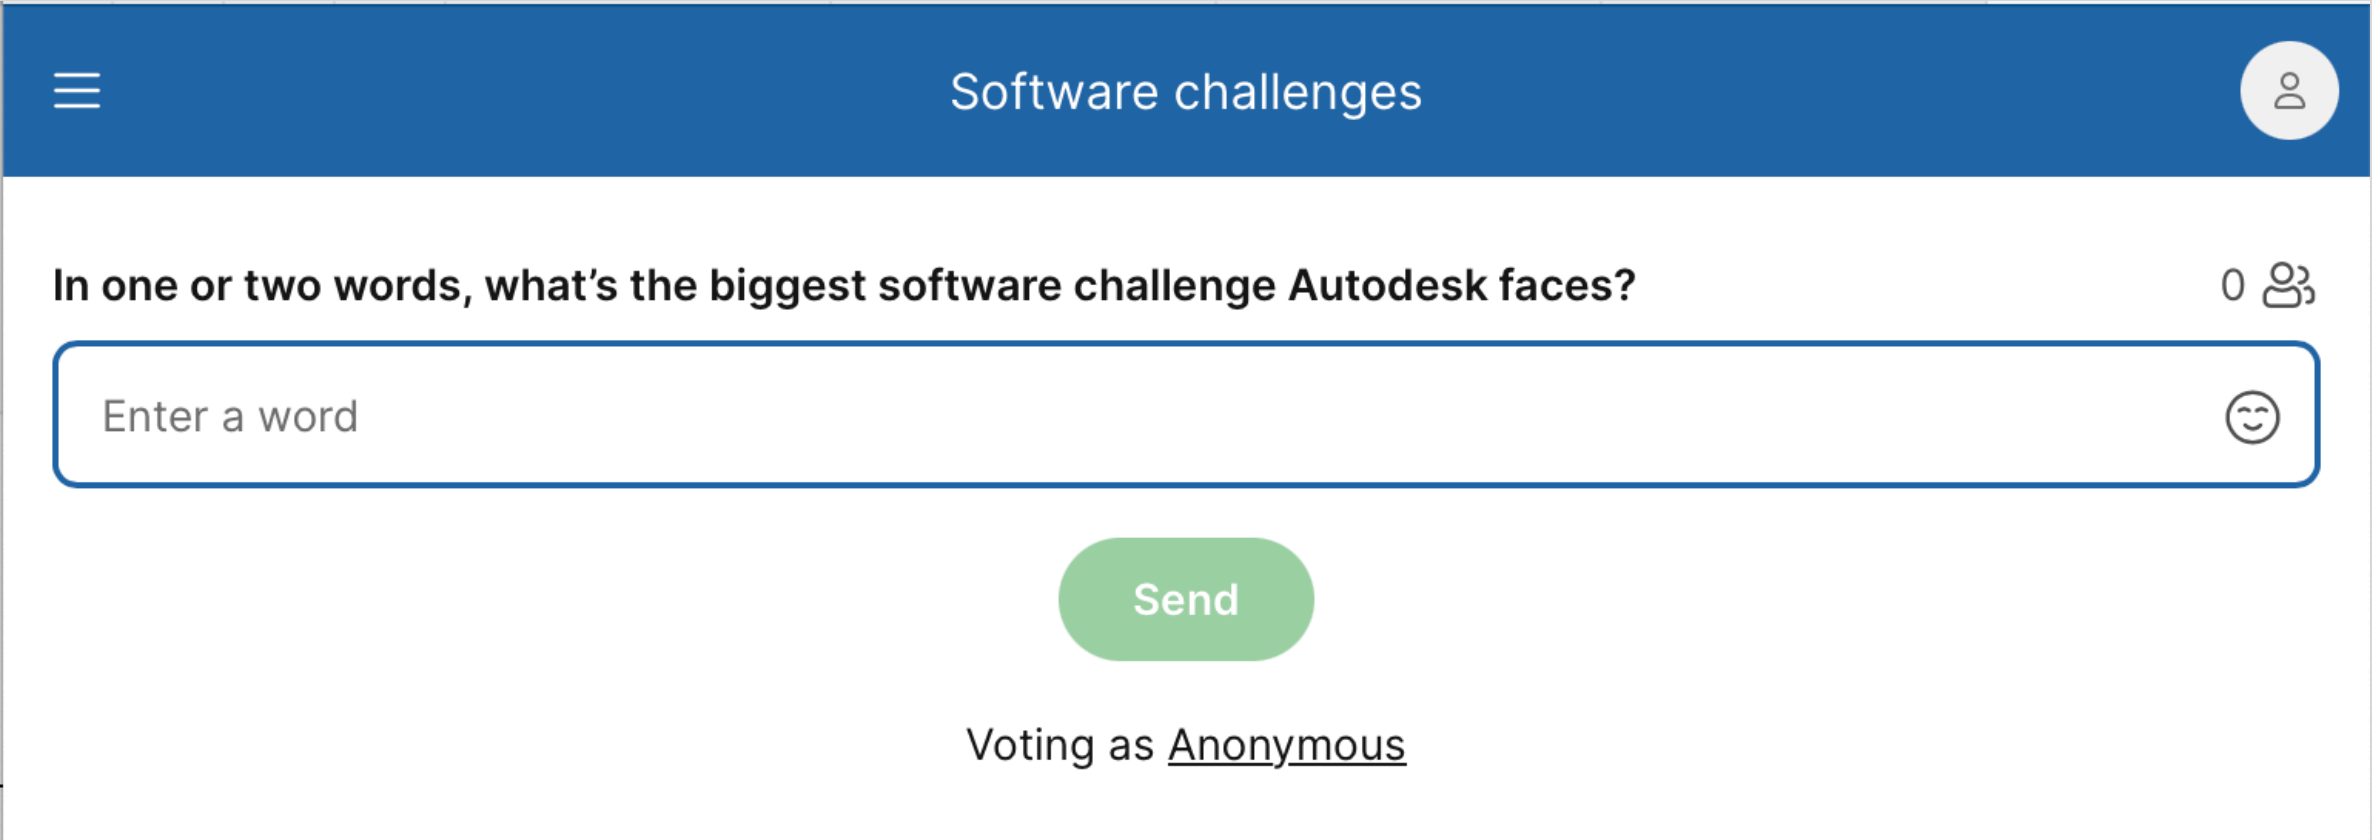 Software challenges
In one or two words, what’s the biggest software challenge Autodesk faces?
0
Enter a word
Send
Voting as Anonymous